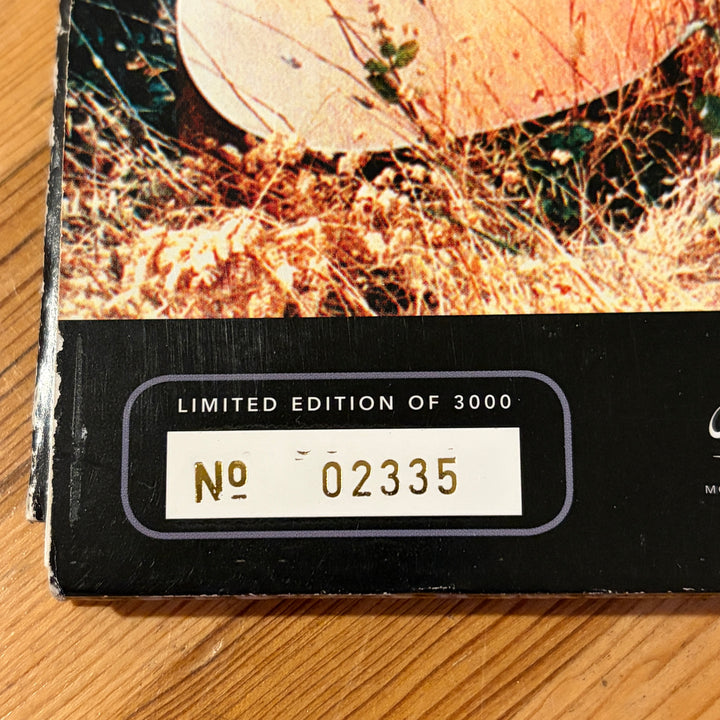 LIMITED EDITION OF 3000
Nº 02335